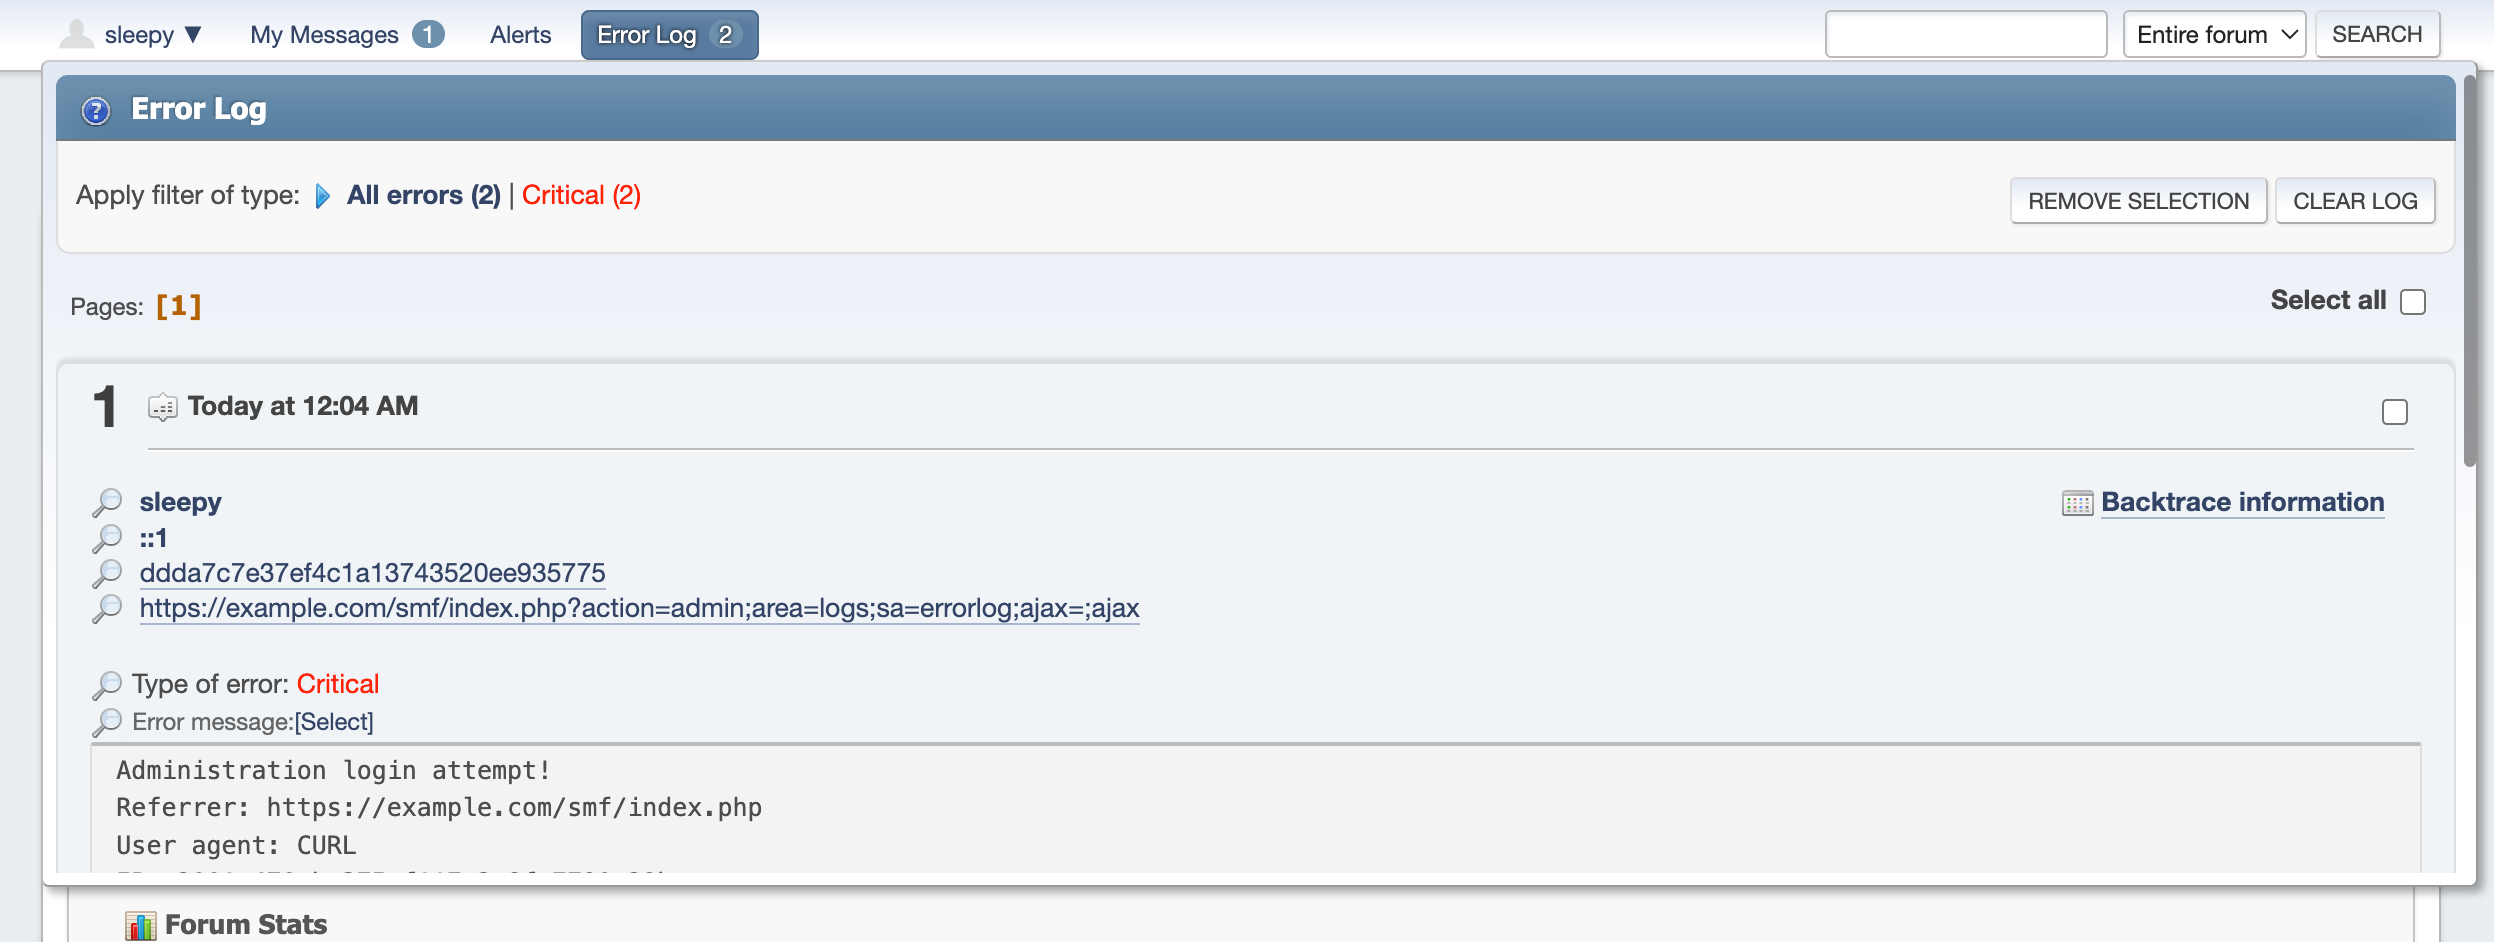 sleepy ▼ My Messages 1 Alerts Error Log 2 Entire forum SEARCH
Error Log
Apply filter of type: All errors (2) | Critical (2) REMOVE SELECTION CLEAR LOG
Pages: [1] Select all
1 Today at 12:04 AM
sleepy Backtrace information
::1
ddda7c7e37ef4c1a13743520ee935775
https://example.com/smf/index.php?action=admin;area=logs;sa=errorlog;ajax=;ajax
Type of error: Critical
Error message:[Select]
Administration login attempt!
Referrer: https://example.com/smf/index.php
User agent: CURL
Forum Stats